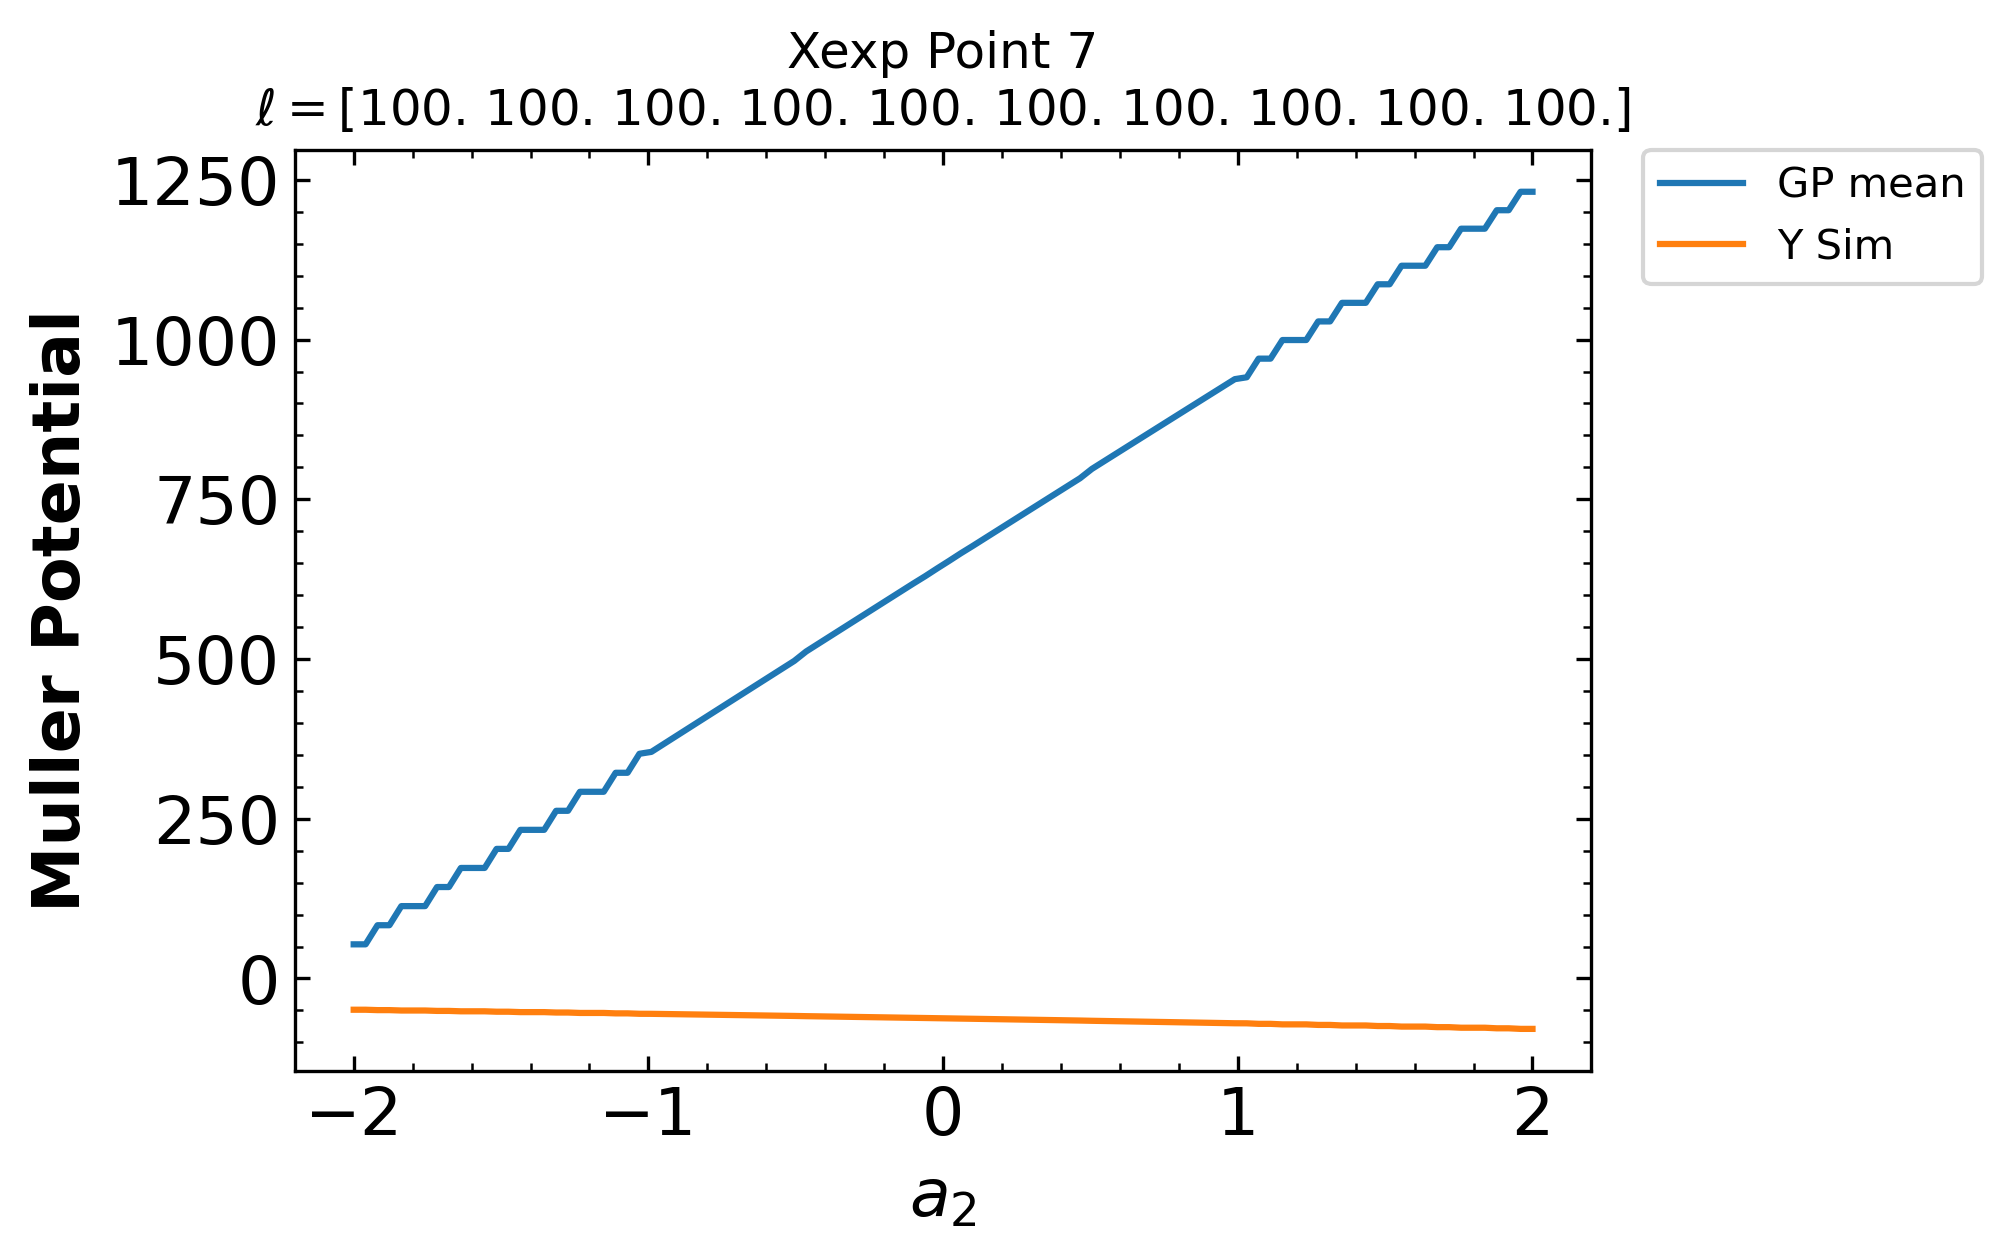 Xexp Point 7
ℓ = [100. 100. 100. 100. 100. 100. 100. 100. 100. 100.]
GP mean
Y Sim
Muller Potential
1250
1000
750
500
250
0
−2 −1 0 1 2
a₂